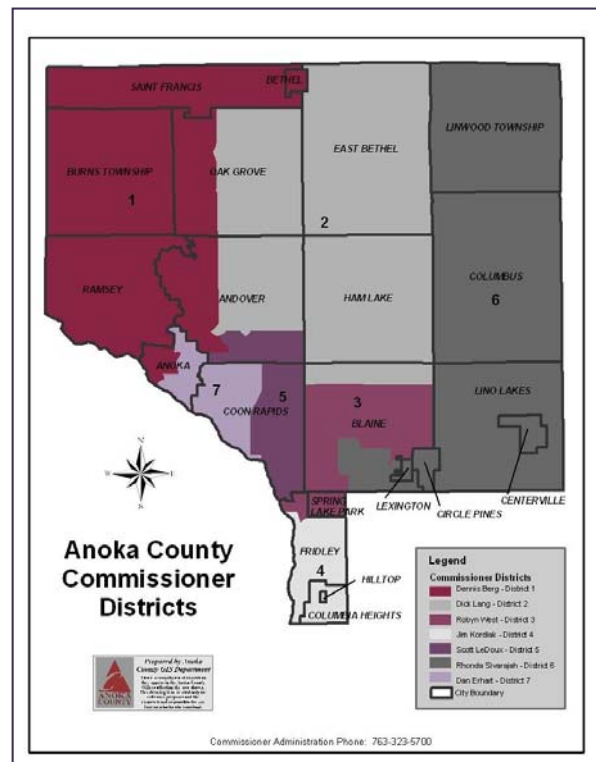 SAINT FRANCIS
BETHEL
LINWOOD TOWNSHIP
EAST BETHEL
BURNS TOWNSHIP
OAK GROVE
1
2
RAMSEY
ANDOVER
HAM LAKE
COLUMBUS
6
ANOKA
7
COON RAPIDS
5
3
BLAINE
LINO LAKES
N
W
E
S
LEXINGTON
CIRCLE PINES
CENTERVILLE
SPRING
LAKE PARK
FRIDLEY
4
HILLTOP
COLUMBIA HEIGHTS
Anoka County
Commissioner
Districts
Legend
Commissioner Districts
Dennis Berg - District 1
Dick Lang - District 2
Robyn West - District 3
Jim Kordiak - District 4
Scott LeDoux - District 5
Rhonda Sivarajah - District 6
Dan Erhart - District 7
City Boundary
ANOKA
COUNTY
Prepared by Anoka
County GIS Department
Commissioner Administration Phone: 763-323-5700